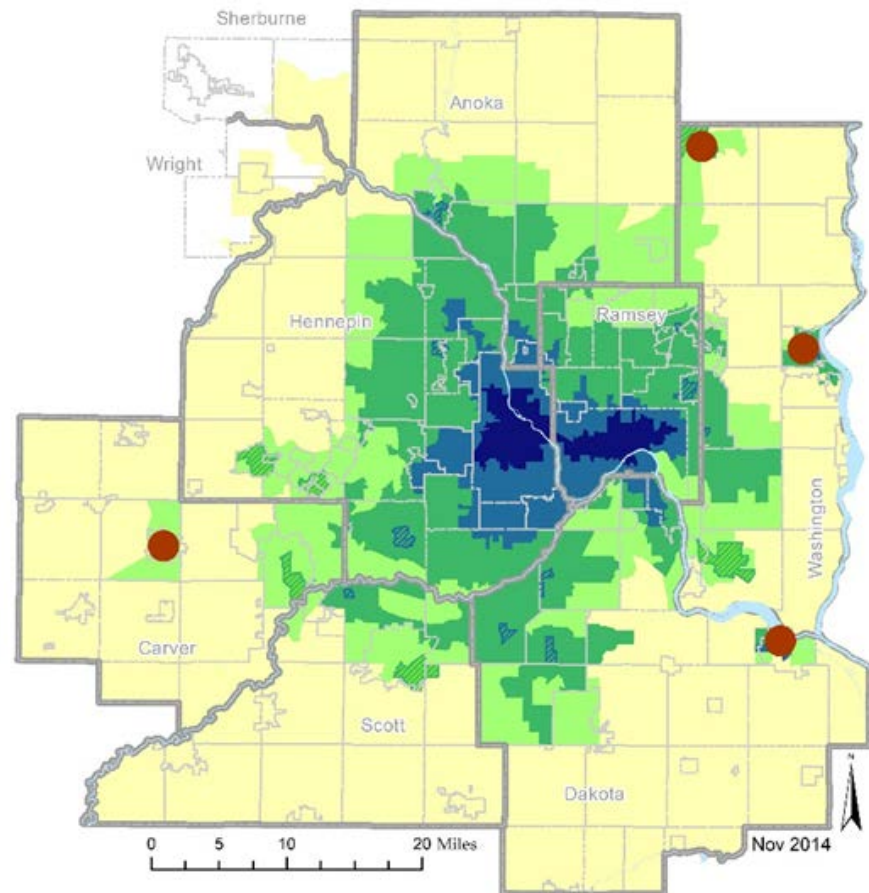 Sherburne
Anoka
Wright
Hennepin
Ramsey
Washington
Carver
Scott
Dakota
N
0 5 10 20 Miles
Nov 2014